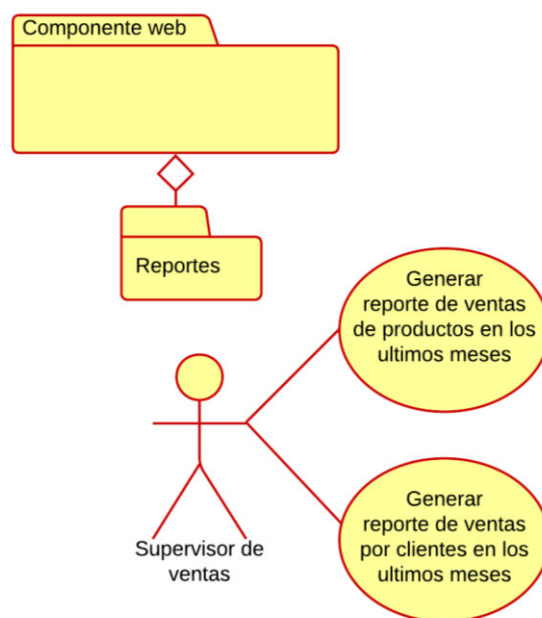 Componente web
Reportes
Generar
reporte de ventas
de productos en los
ultimos meses
Supervisor de
ventas
Generar
reporte de ventas
por clientes en los
ultimos meses